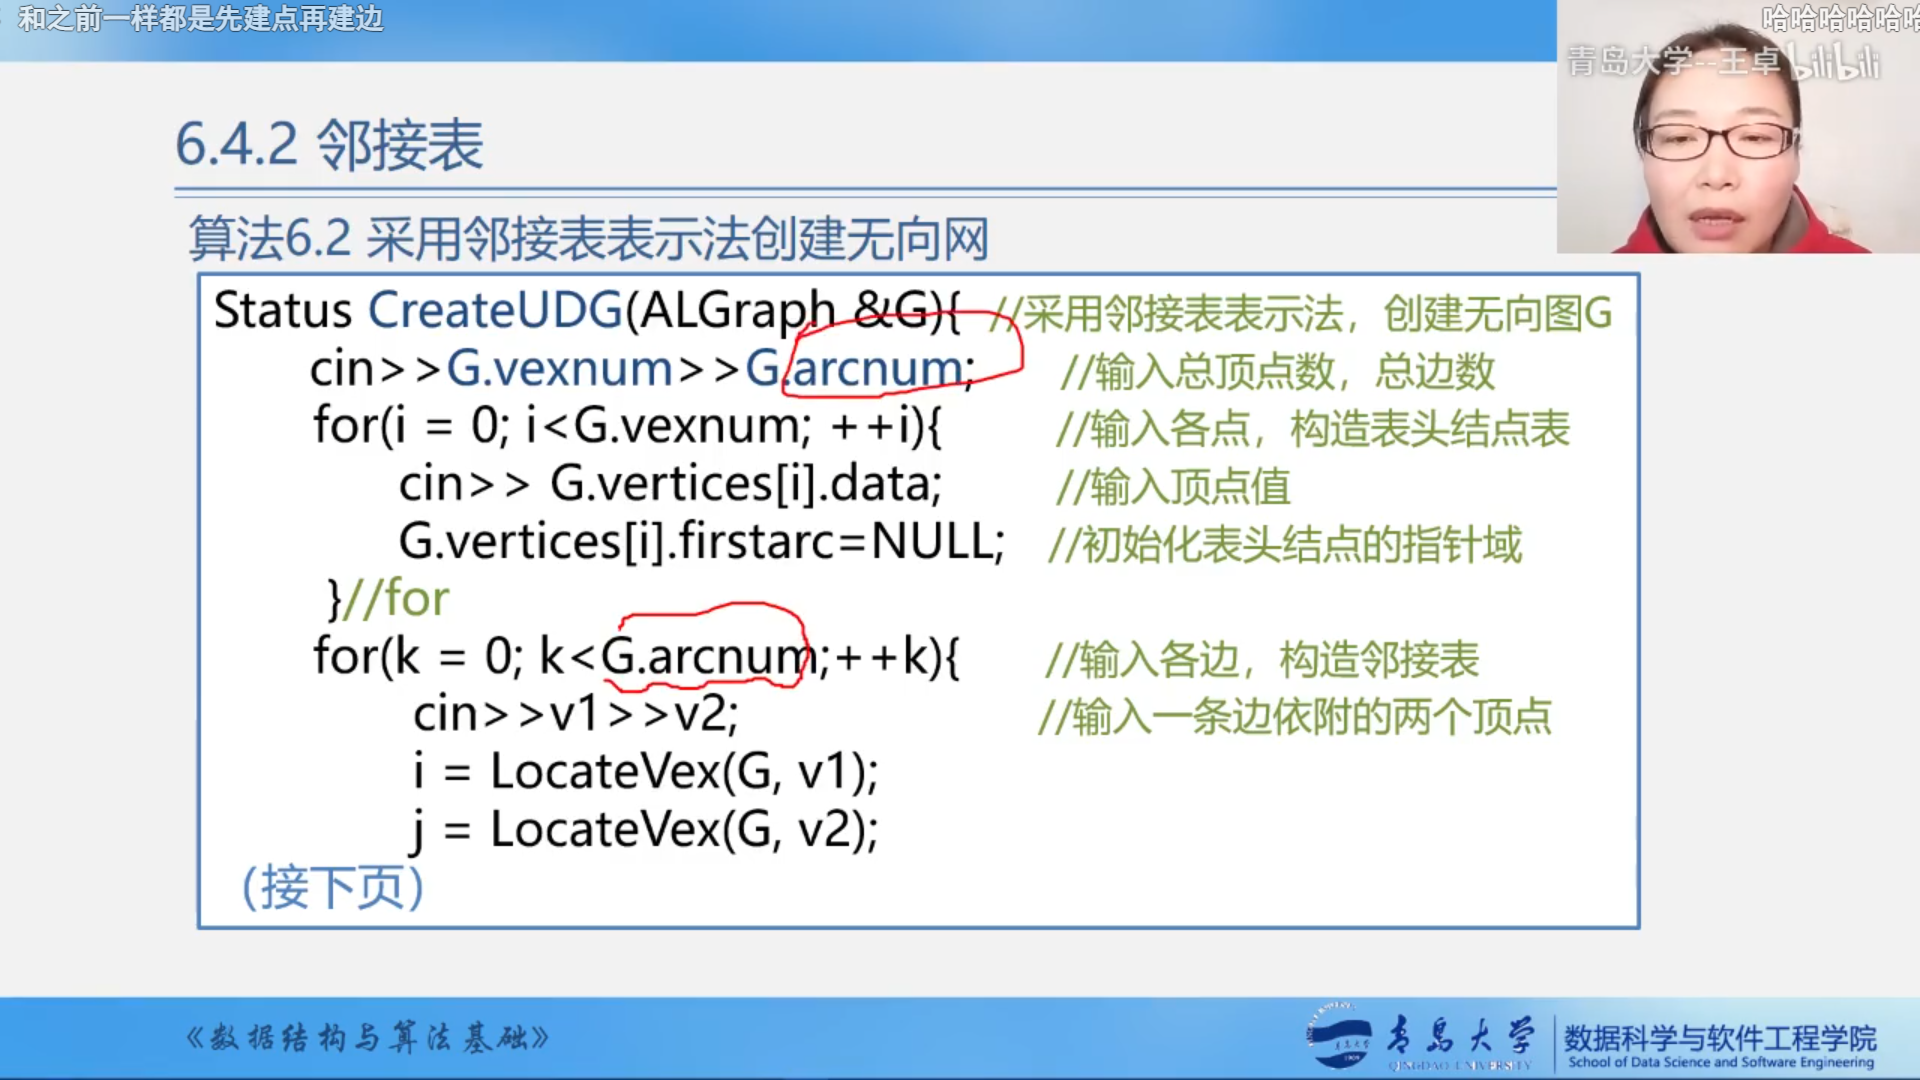 和之前一样都是先建点再建边
哈哈哈哈哈哈
青岛大学--王卓 bilibili
6.4.2 邻接表
算法6.2 采用邻接表表示法创建无向网
Status CreateUDG(ALGraph &G){ //采用邻接表表示法，创建无向图G
cin>>G.vexnum>>G.arcnum; //输入总顶点数，总边数
for(i = 0; i<G.vexnum; ++i){ //输入各点，构造表头结点表
cin>> G.vertices[i].data; //输入顶点值
G.vertices[i].firstarc=NULL; //初始化表头结点的指针域
}//for
for(k = 0; k<G.arcnum;++k){ //输入各边，构造邻接表
cin>>v1>>v2; //输入一条边依附的两个顶点
i = LocateVex(G, v1);
j = LocateVex(G, v2);
（接下页）
《数据结构与算法基础》
青岛大学
QINGDAO UNIVERSITY
数据科学与软件工程学院
School of Data Science and Software Engineering